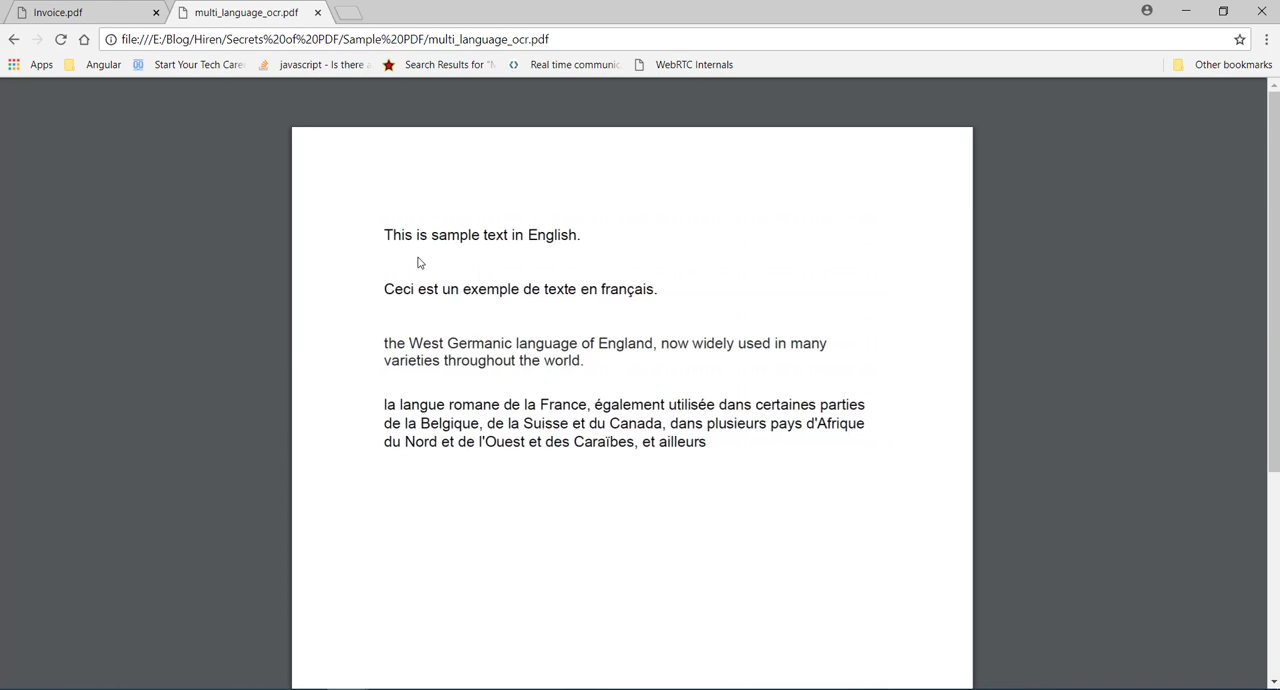 Invoice.pdf
multi_language_ocr.pdf
file:///E:/Blog/Hiren/Secrets%20of%20PDF/Sample%20PDF/multi_language_ocr.pdf
Apps Angular Start Your Tech Care javascript - Is there a Search Results for " Real time communic WebRTC Internals Other bookmarks
This is sample text in English.
Ceci est un exemple de texte en français.
the West Germanic language of England, now widely used in many
varieties throughout the world.
la langue romane de la France, également utilisée dans certaines parties
de la Belgique, de la Suisse et du Canada, dans plusieurs pays d'Afrique
du Nord et de l'Ouest et des Caraïbes, et ailleurs